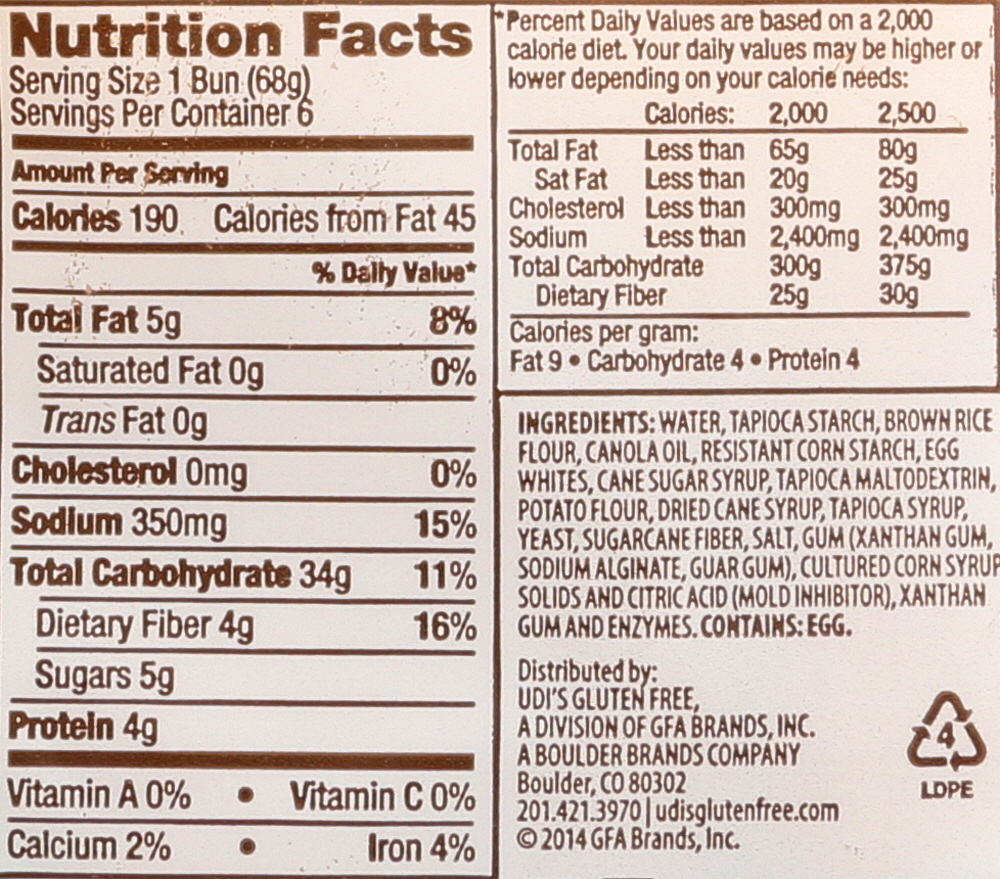 Nutrition Facts
Serving Size 1 Bun (68g)
Servings Per Container 6
Amount Per Serving
Calories 190 Calories from Fat 45
% Daily Value*
Total Fat 5g 8%
Saturated Fat 0g 0%
Trans Fat 0g
Cholesterol 0mg 0%
Sodium 350mg 15%
Total Carbohydrate 34g 11%
Dietary Fiber 4g 16%
Sugars 5g
Protein 4g
Vitamin A 0% • Vitamin C 0%
Calcium 2% • Iron 4%
*Percent Daily Values are based on a 2,000
calorie diet. Your daily values may be higher or
lower depending on your calorie needs:
Calories: 2,000 2,500
Total Fat Less than 65g 80g
Sat Fat Less than 20g 25g
Cholesterol Less than 300mg 300mg
Sodium Less than 2,400mg 2,400mg
Total Carbohydrate 300g 375g
Dietary Fiber 25g 30g
Calories per gram:
Fat 9 • Carbohydrate 4 • Protein 4
INGREDIENTS: WATER, TAPIOCA STARCH, BROWN RICE
FLOUR, CANOLA OIL, RESISTANT CORN STARCH, EGG
WHITES, CANE SUGAR SYRUP, TAPIOCA MALTODEXTRIN,
POTATO FLOUR, DRIED CANE SYRUP, TAPIOCA SYRUP,
YEAST, SUGARCANE FIBER, SALT, GUM (XANTHAN GUM,
SODIUM ALGINATE, GUAR GUM), CULTURED CORN SYRUP
SOLIDS AND CITRIC ACID (MOLD INHIBITOR), XANTHAN
GUM AND ENZYMES. CONTAINS: EGG.
Distributed by:
UDI'S GLUTEN FREE,
A DIVISION OF GFA BRANDS, INC.
A BOULDER BRANDS COMPANY
Boulder, CO 80302
201.421.3970 | udisglutenfree.com
© 2014 GFA Brands, Inc.
4
LDPE